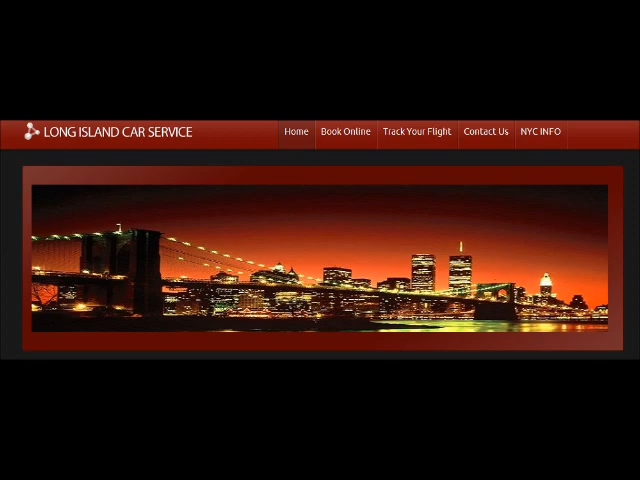 LONG ISLAND CAR SERVICE
Home Book Online Track Your Flight Contact Us NYC INFO